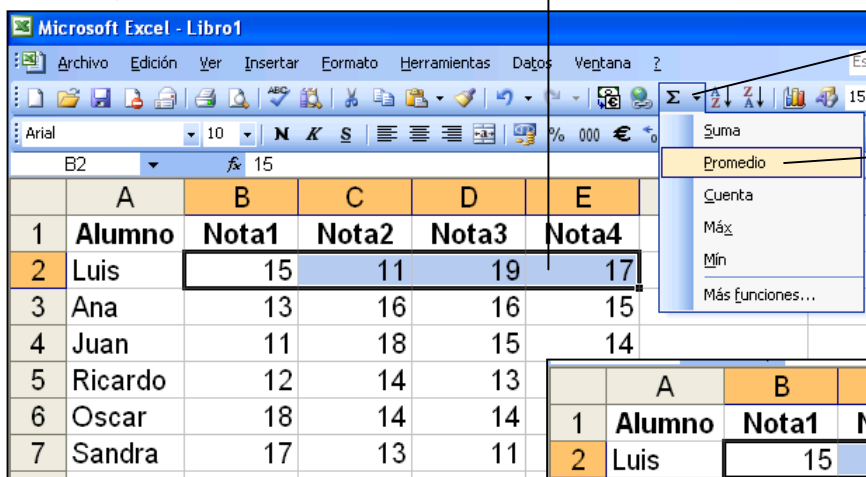 Microsoft Excel - Libro1
Archivo Edición Ver Insertar Formato Herramientas Datos Ventana ?
Arial 10 N K S % 000 €
B2 fx 15
Suma
Promedio
Cuenta
Máx
Mín
Más funciones...
A B C D E
1 Alumno Nota1 Nota2 Nota3 Nota4
2 Luis 15 11 19 17
3 Ana 13 16 16 15
4 Juan 11 18 15 14
5 Ricardo 12 14 13
6 Oscar 18 14 14
7 Sandra 17 13 11
A B
1 Alumno Nota1
2 Luis 15